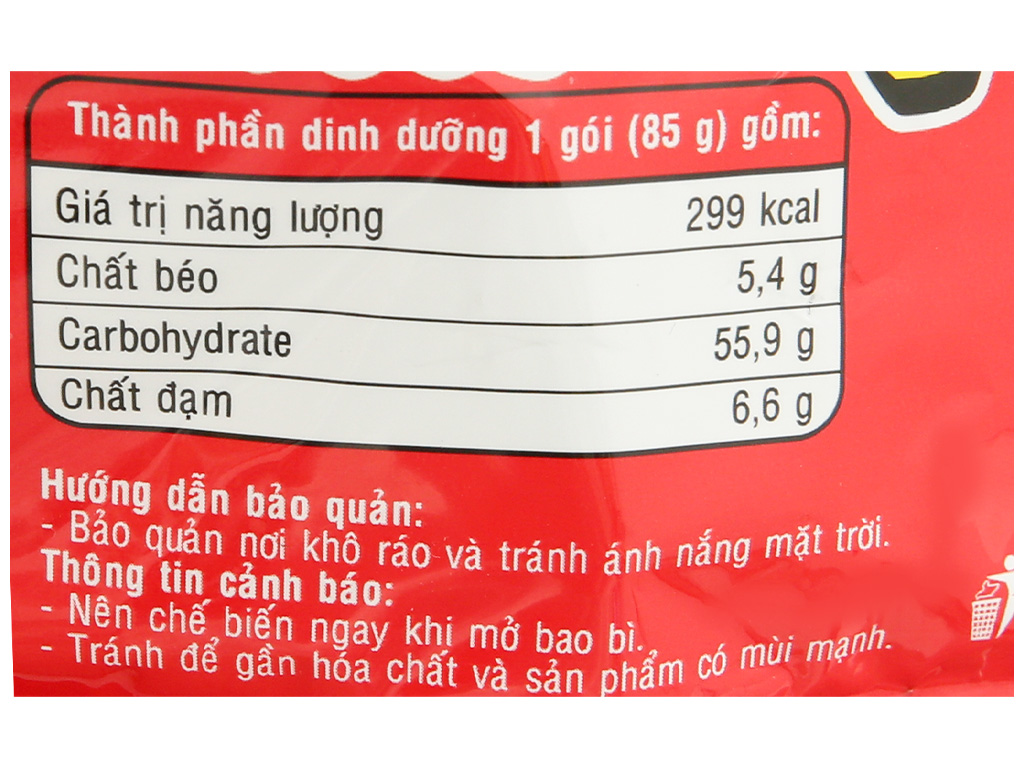 Thành phần dinh dưỡng 1 gói (85 g) gồm:
Giá trị năng lượng 299 kcal
Chất béo 5,4 g
Carbohydrate 55,9 g
Chất đạm 6,6 g
Hướng dẫn bảo quản:
- Bảo quản nơi khô ráo và tránh ánh nắng mặt trời.
Thông tin cảnh báo:
- Nên chế biến ngay khi mở bao bì.
- Tránh để gần hóa chất và sản phẩm có mùi mạnh.